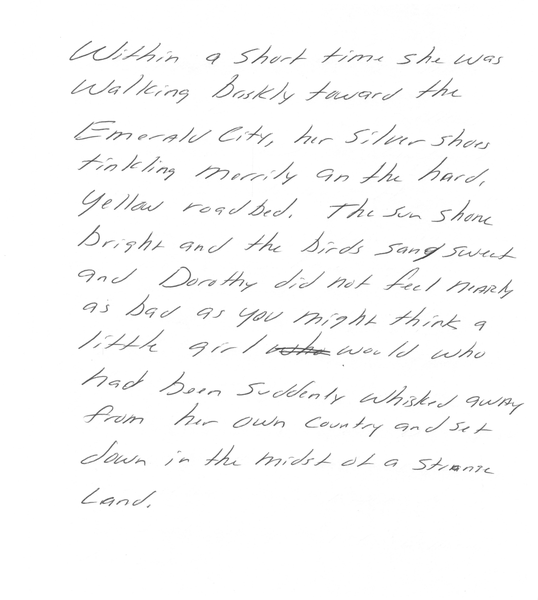 Within a short time she was
Walking briskly toward the
Emerald City, her Silver shoes
tinkling merrily on the hard,
Yellow roadbed. The sun shone
bright and the birds sang sweet
and Dorothy did not feel nearly
as bad as you might think a
little girl who would who
had been suddenly whisked away
from her own country and set
down in the midst of a strange
Land.